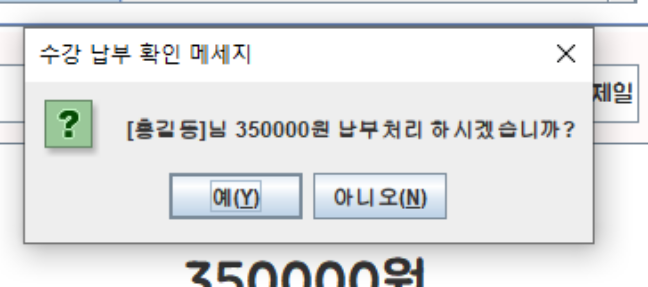 수강 납부 확인 메세지
제일
[홍길동]님 350000원 납부처리 하시겠습니까?
예(Y)
아니오(N)
350000원